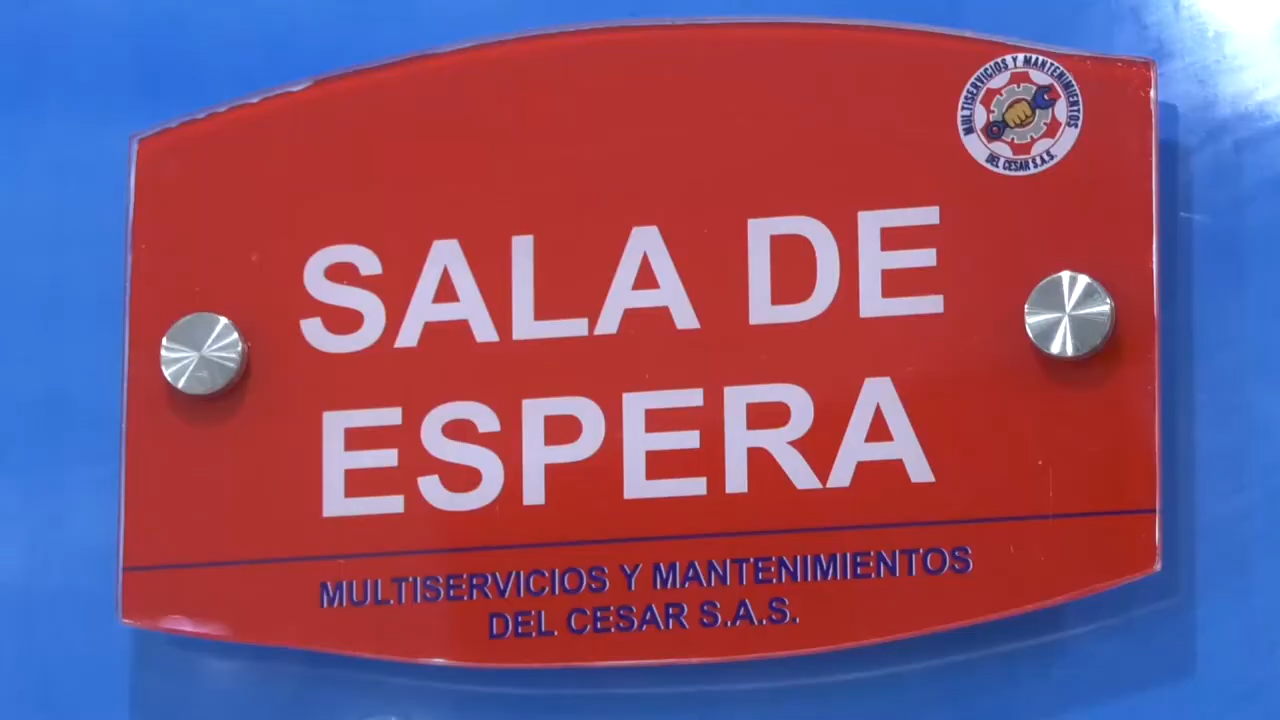 MULTISERVICIOS Y MANTENIMIENTOS
DEL CESAR S.A.S.
SALA DE
ESPERA
MULTISERVICIOS Y MANTENIMIENTOS
DEL CESAR S.A.S.